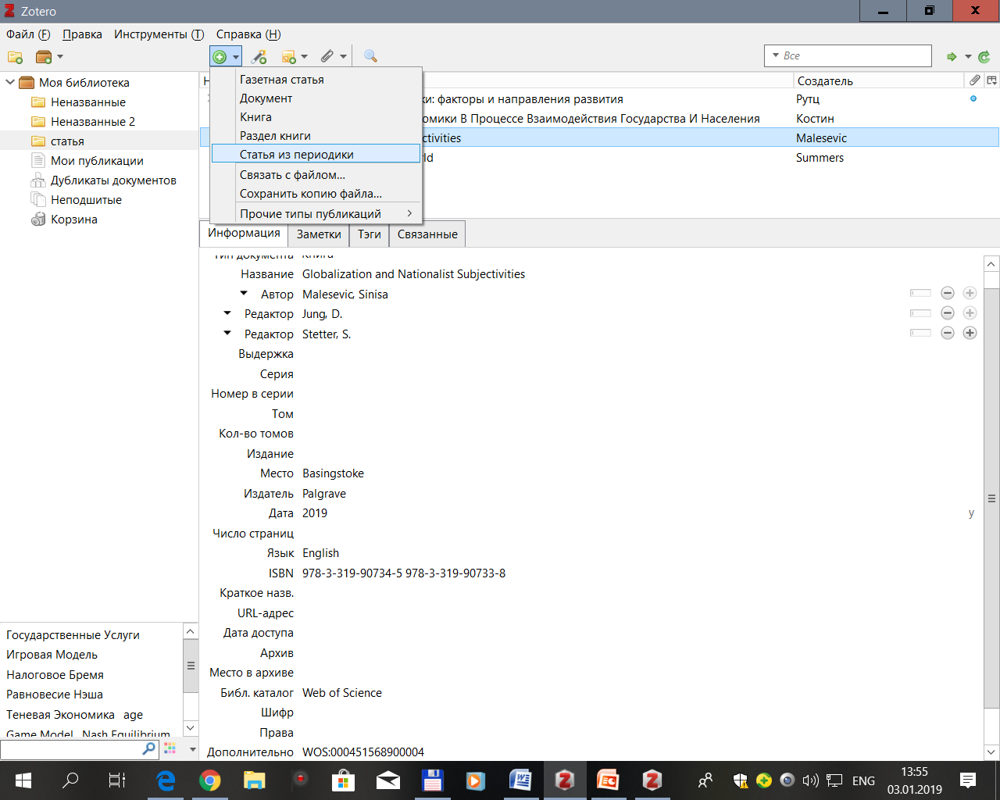 Zotero
Файл (F) Правка Инструменты (T) Справка (H)
Все
Моя библиотека
Неназванные
Неназванные 2
статья
Мои публикации
Дубликаты документов
Неподшитые
Корзина
Газетная статья
Документ
Книга
Раздел книги
Статья из периодики
Связать с файлом...
Сохранить копию файла...
Прочие типы публикаций
Создатель
ки: факторы и направления развития Рутц
омики В Процессе Взаимодействия Государства И Населения Костин
ctivities Malesevic
ld Summers
Информация Заметки Тэги Связанные
Тип документа Книга
Название Globalization and Nationalist Subjectivities
Автор Malesevic, Sinisa
Редактор Jung, D.
Редактор Stetter, S.
Выдержка
Серия
Номер в серии
Том
Кол-во томов
Издание
Место Basingstoke
Издатель Palgrave
Дата 2019 y
Число страниц
Язык English
ISBN 978-3-319-90734-5 978-3-319-90733-8
Краткое назв.
URL-адрес
Дата доступа
Архив
Место в архиве
Библ. каталог Web of Science
Шифр
Права
Дополнительно WOS:000451568900004
Государственные Услуги
Игровая Модель
Налоговое Бремя
Равновесие Нэша
Теневая Экономика age
Game Model Nash Equilibrium
ENG
13:55
03.01.2019